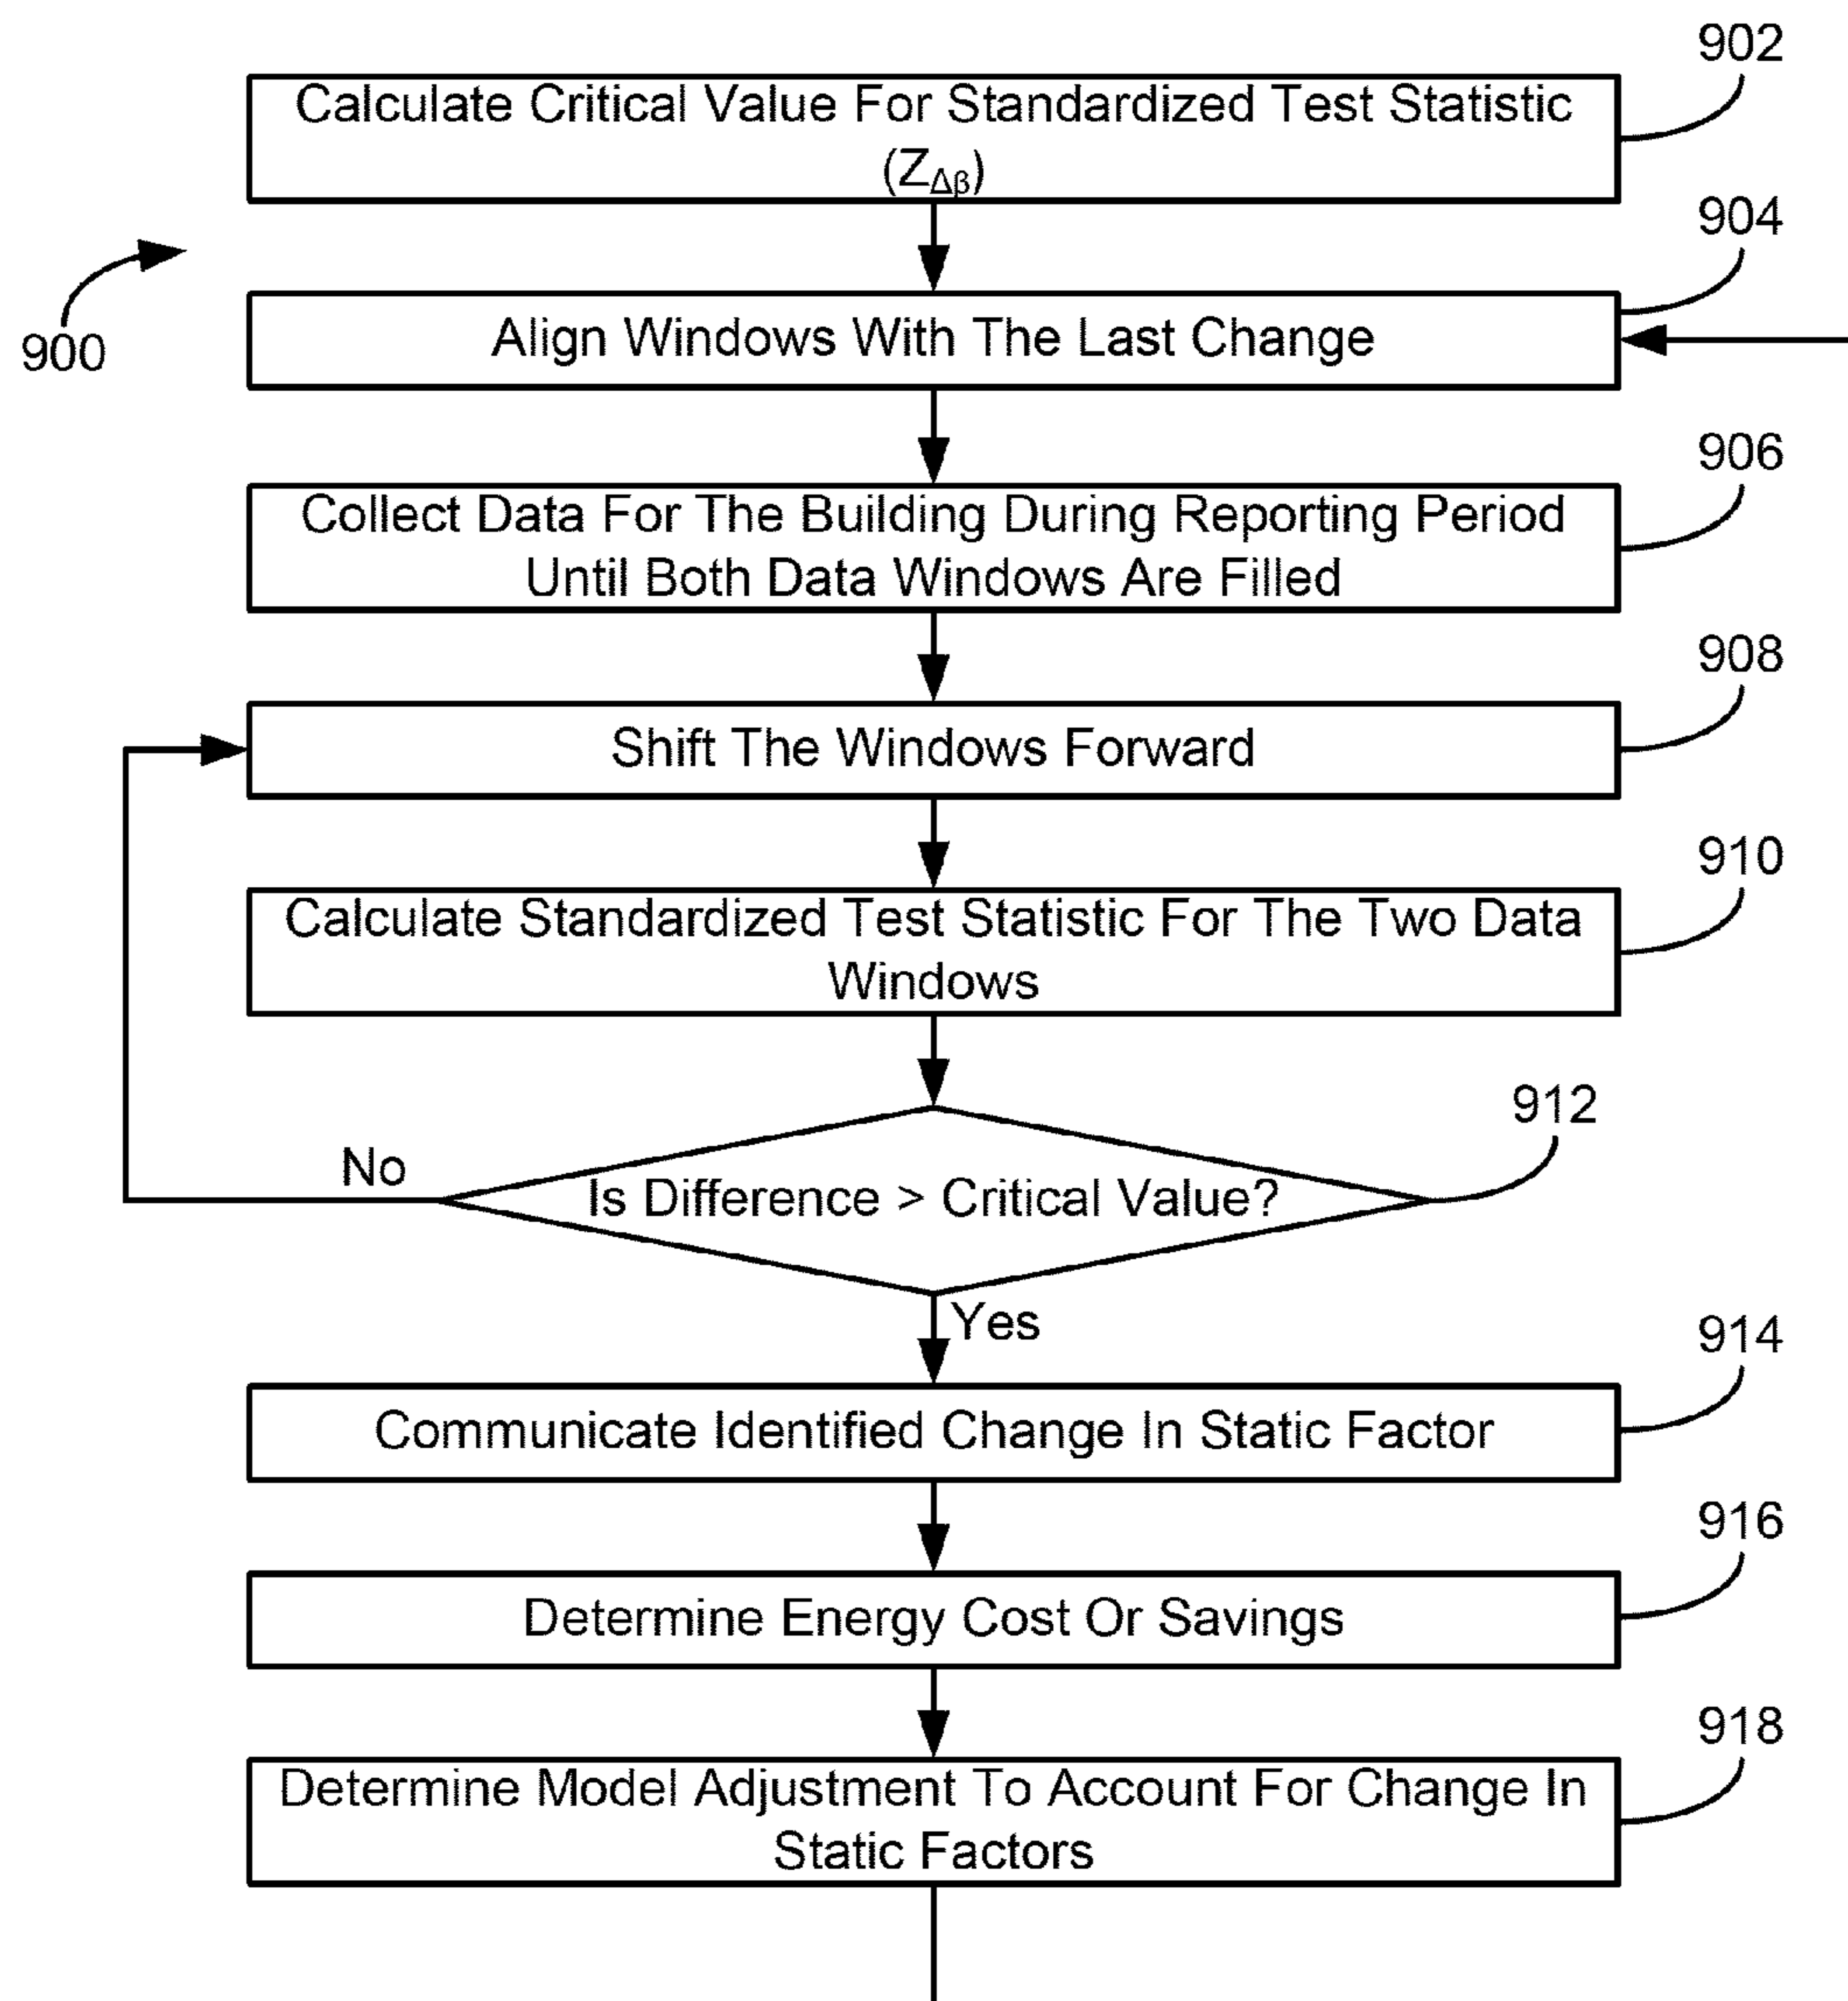 902
Calculate Critical Value For Standardized Test Statistic
(Z_Δβ)
904
900
Align Windows With The Last Change
906
Collect Data For The Building During Reporting Period
Until Both Data Windows Are Filled
908
Shift The Windows Forward
910
Calculate Standardized Test Statistic For The Two Data
Windows
912
No
Is Difference > Critical Value?
Yes
914
Communicate Identified Change In Static Factor
916
Determine Energy Cost Or Savings
918
Determine Model Adjustment To Account For Change In
Static Factors